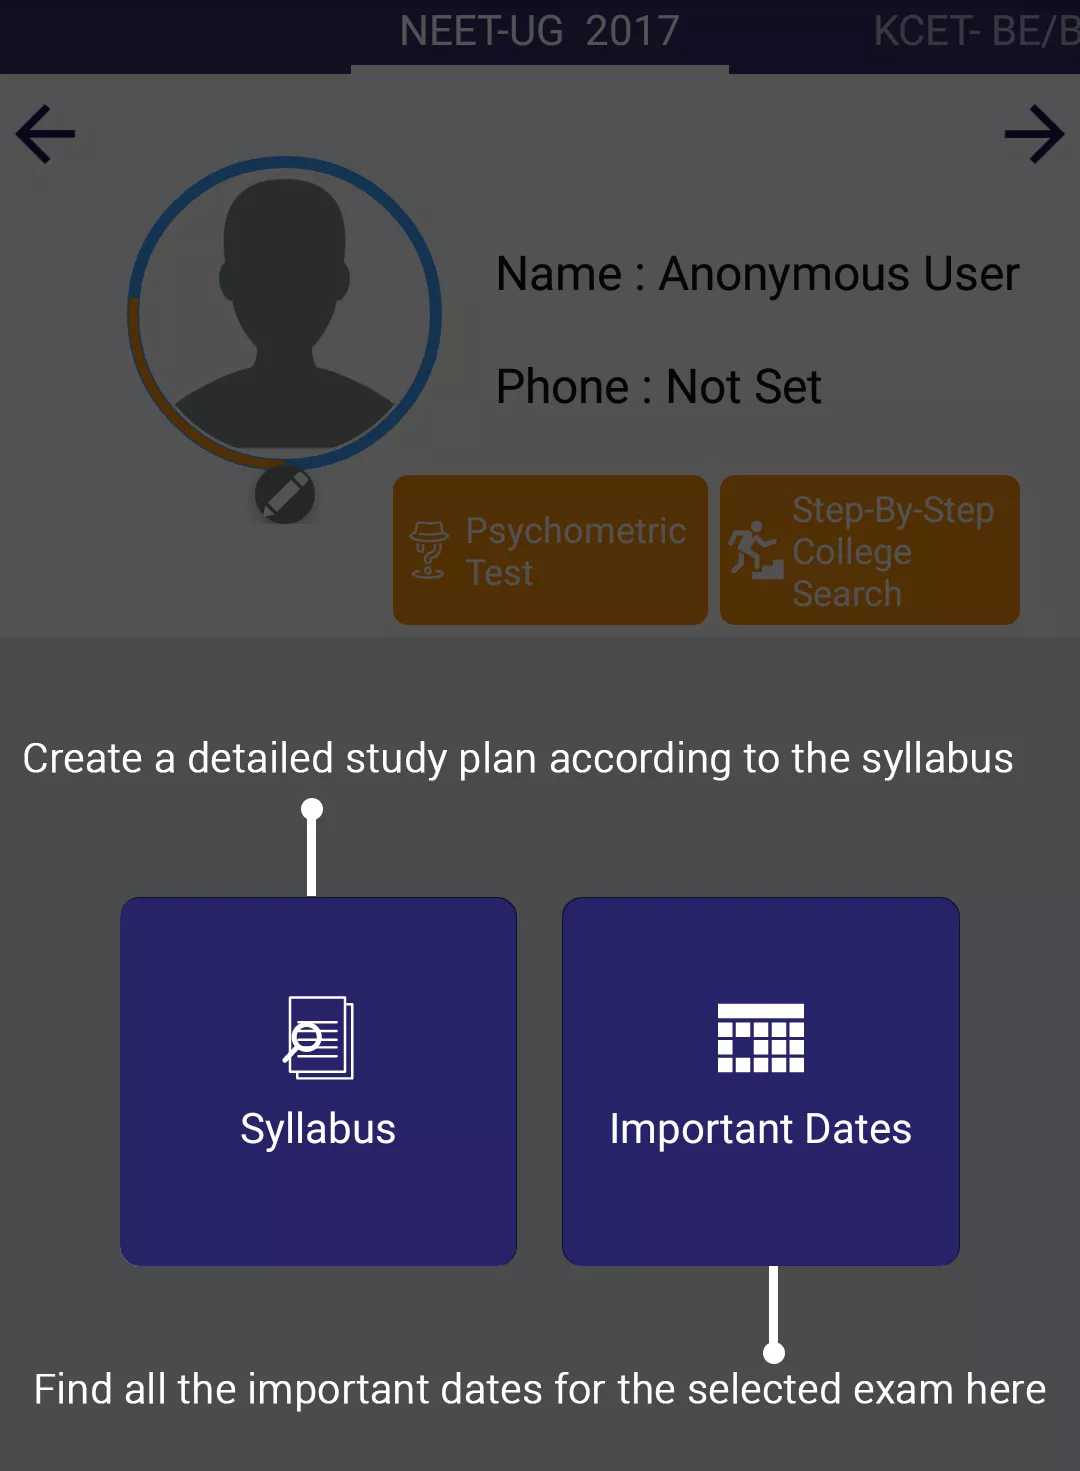 NEET-UG 2017
KCET- BE/B
Name : Anonymous User
Phone : Not Set
Psychometric
Test
Step-By-Step
College
Search
Create a detailed study plan according to the syllabus
Syllabus
Important Dates
Find all the important dates for the selected exam here